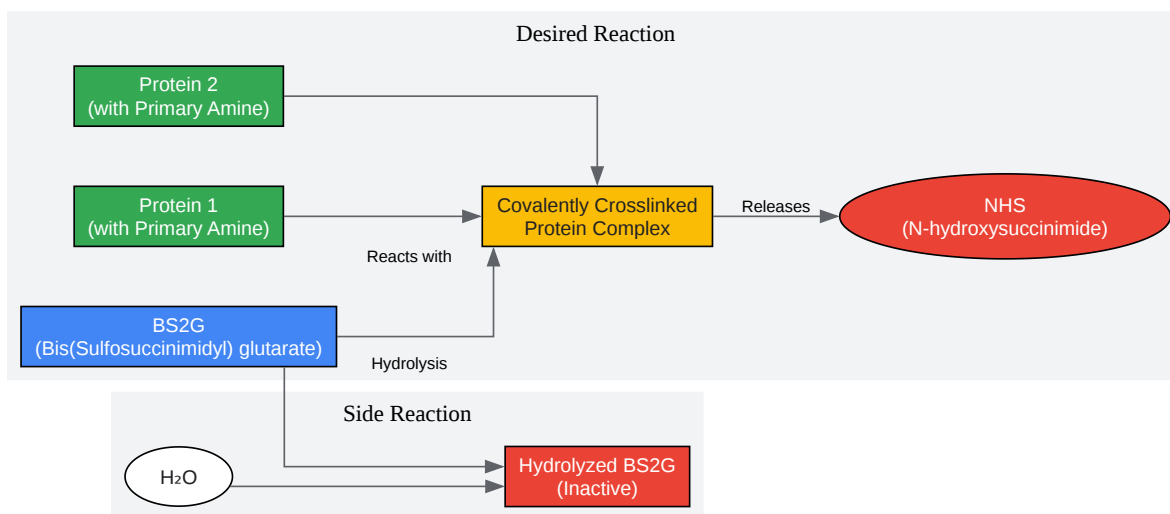 Desired Reaction
Protein 2
(with Primary Amine)
Protein 1
(with Primary Amine)
Covalently Crosslinked
Protein Complex
Releases
NHS
(N-hydroxysuccinimide)
Reacts with
BS2G
(Bis(Sulfosuccinimidyl) glutarate)
Hydrolysis
Side Reaction
H₂O
Hydrolyzed BS2G
(Inactive)